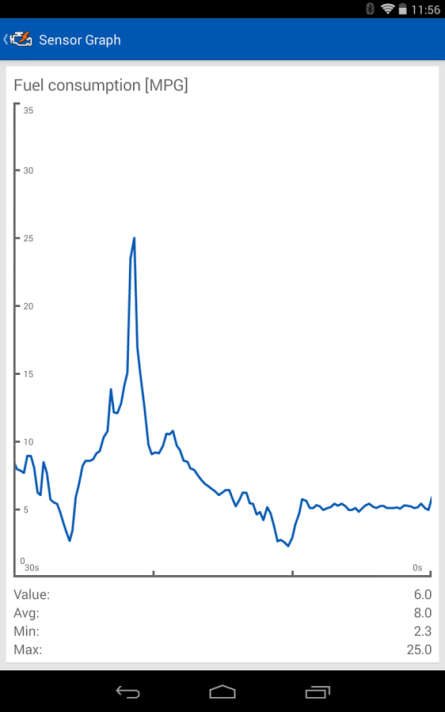 11:56
Sensor Graph
Fuel consumption [MPG]
35
30
25
20
15
10
5
0
30s
0s
Value: 6.0
Avg: 8.0
Min: 2.3
Max: 25.0